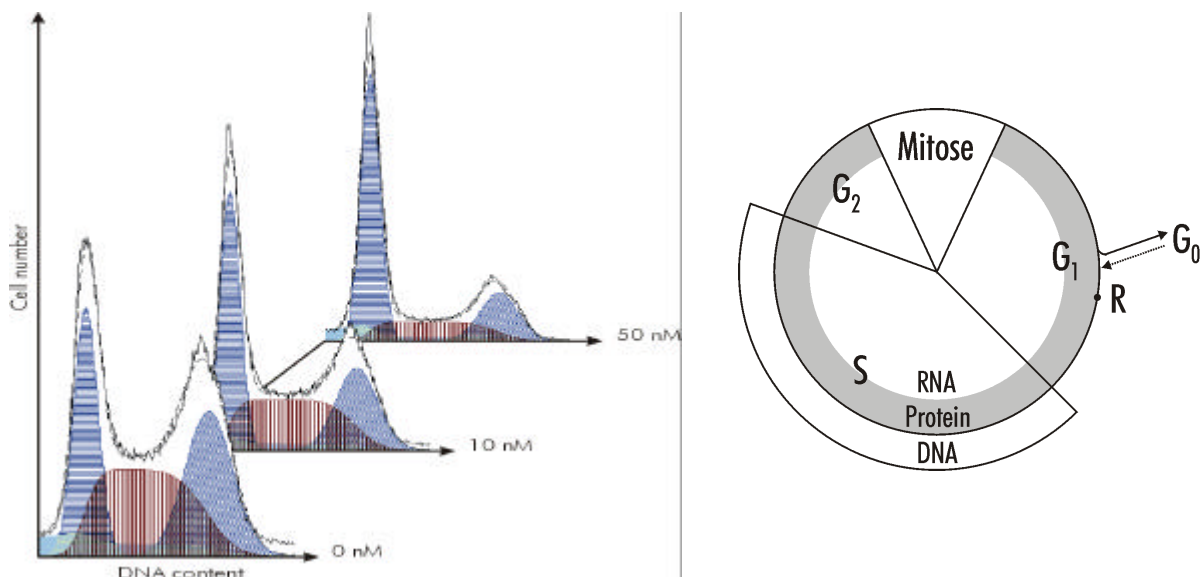 Cell number
50 nM
10 nM
0 nM
DNA content
Mitose
G₂
G₁
G₀
R
S
RNA
Protein
DNA